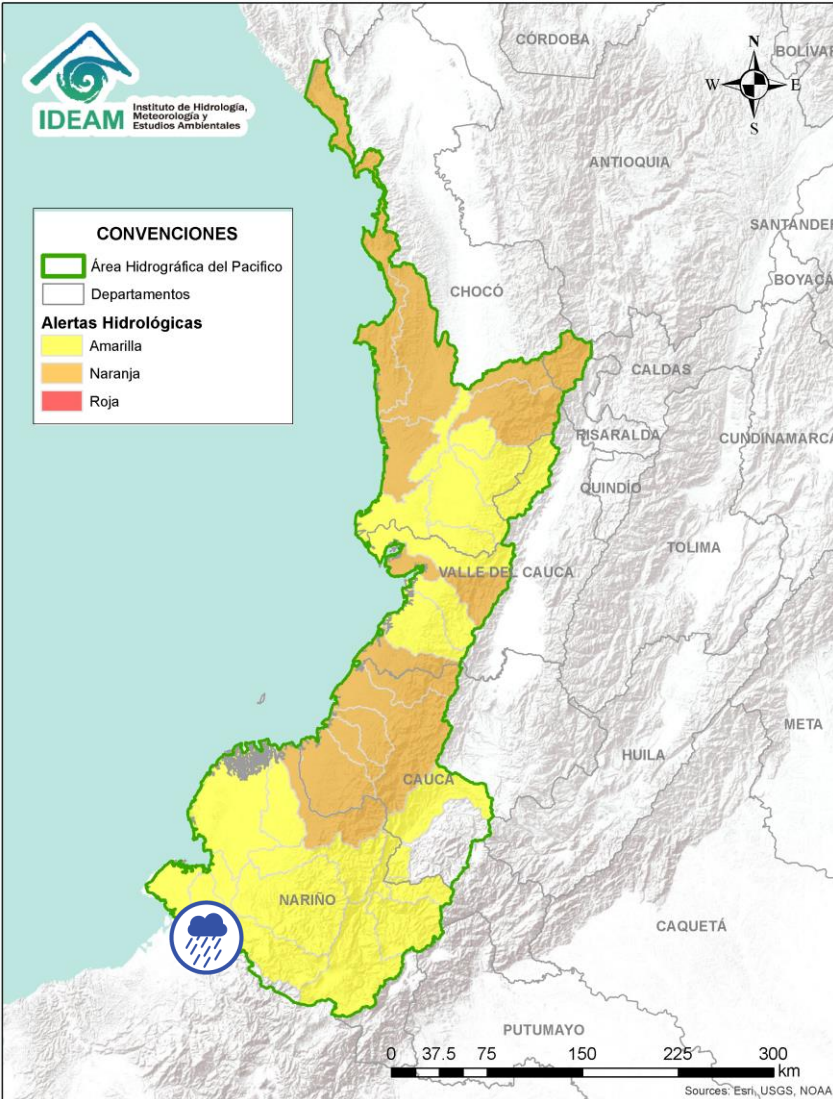 IDEAM
Instituto de Hidrología,
Meteorología y
Estudios Ambientales
CÓRDOBA
BOLÍVAR
N
W
E
S
ANTIOQUIA
SANTANDER
CONVENCIONES
Área Hidrográfica del Pacifico
Departamentos
Alertas Hidrológicas
Amarilla
Naranja
Roja
BOYACÁ
CHOCÓ
CALDAS
RISARALDA
CUNDINAMARCA
QUINDÍO
TOLIMA
VALLE DEL CAUCA
META
HUILA
CAUCA
NARIÑO
CAQUETÁ
PUTUMAYO
0 37.5 75 150 225 300
km
Sources: Esri, USGS, NOAA